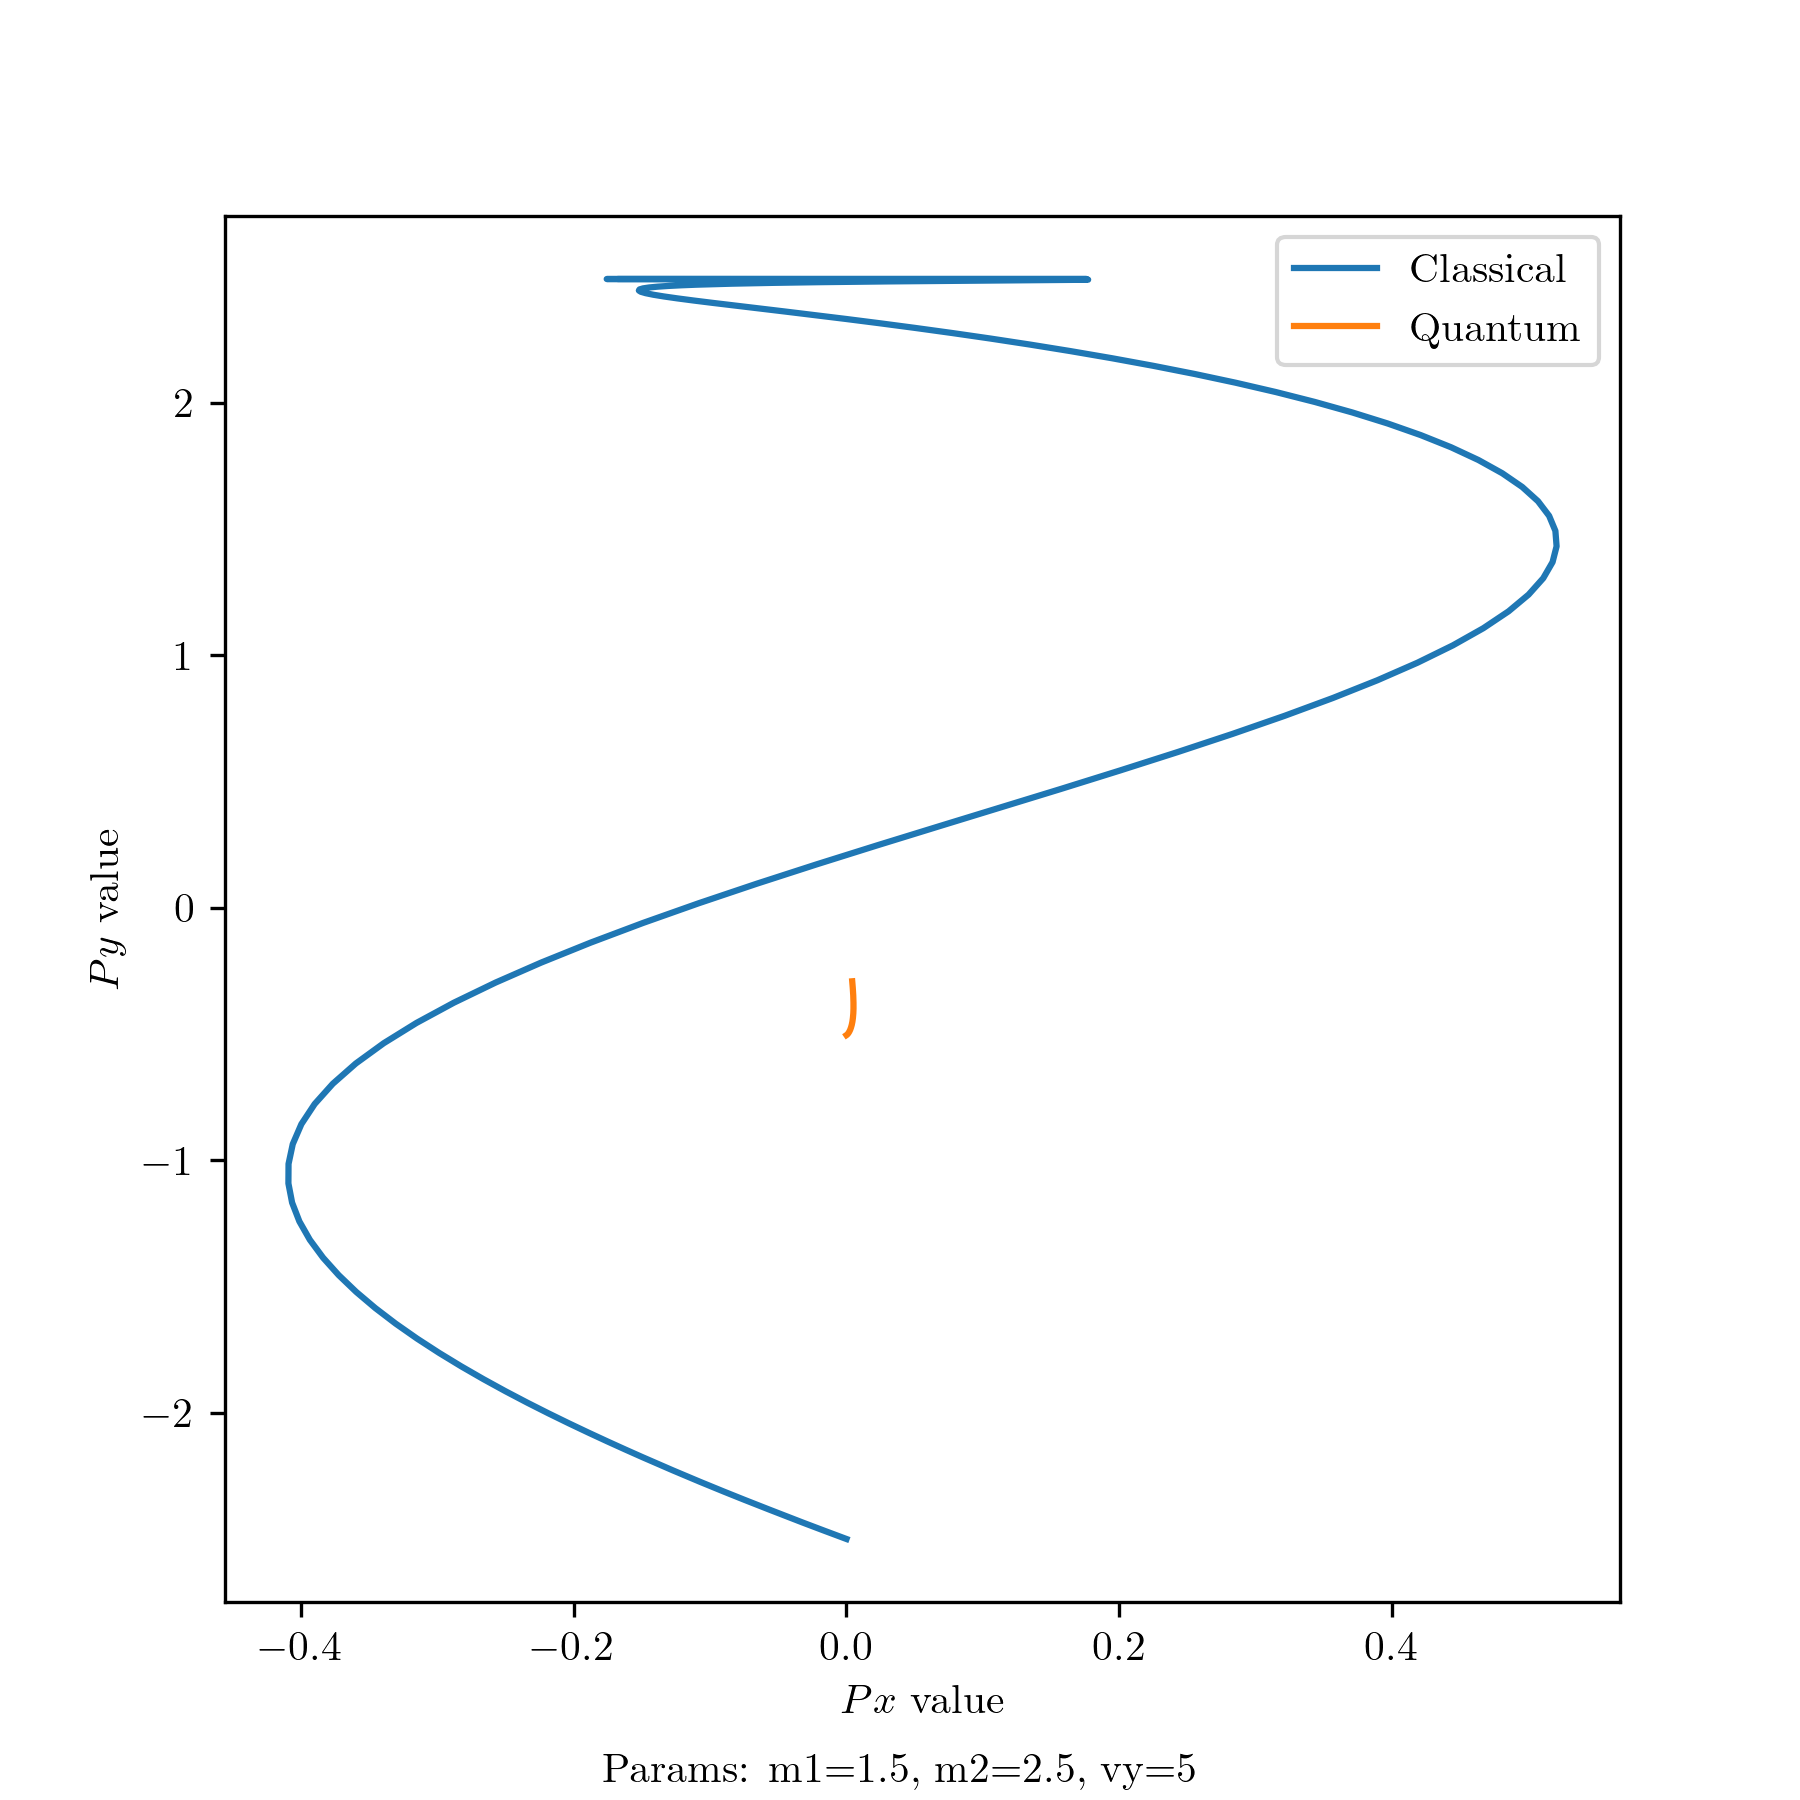 Classical
Quantum
2
1
0
−1
−2
Py value
−0.4 −0.2 0.0 0.2 0.4
Px value
Params: m1=1.5, m2=2.5, vy=5